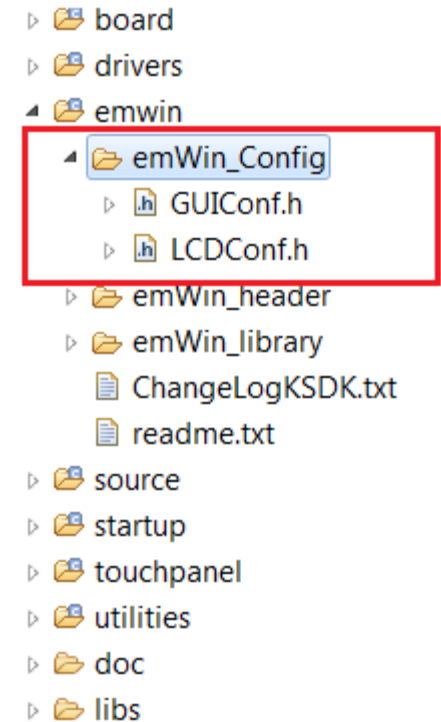 board
drivers
emwin
emWin_Config
GUIConf.h
LCDConf.h
emWin_header
emWin_library
ChangeLogKSDK.txt
readme.txt
source
startup
touchpanel
utilities
doc
libs